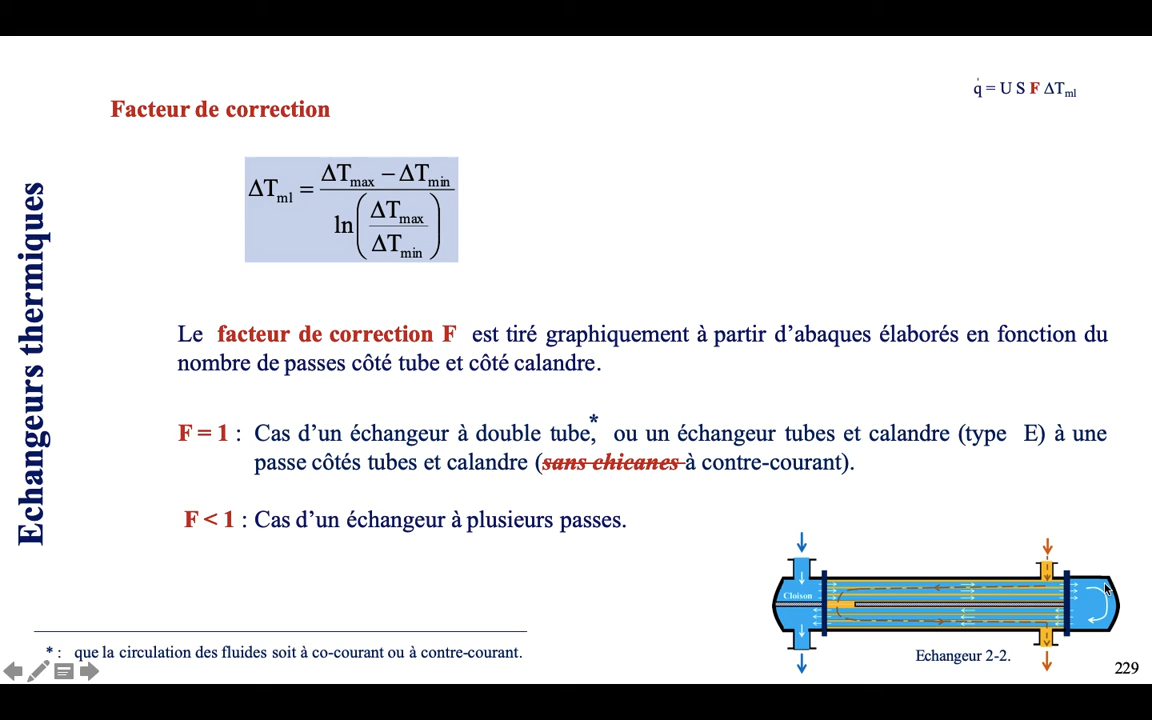 q̇ = U S F ΔTml
Facteur de correction
ΔTml = (ΔTmax − ΔTmin) / ln(ΔTmax / ΔTmin)
Echangeurs thermiques
Le facteur de correction F est tiré graphiquement à partir d’abaques élaborés en fonction du
nombre de passes côté tube et côté calandre.
F = 1 : Cas d’un échangeur à double tube,* ou un échangeur tubes et calandre (type E) à une
passe côtés tubes et calandre (sans chicanes à contre-courant).
F < 1 : Cas d’un échangeur à plusieurs passes.
Cloison
Echangeur 2-2.
* : que la circulation des fluides soit à co-courant ou à contre-courant.
229